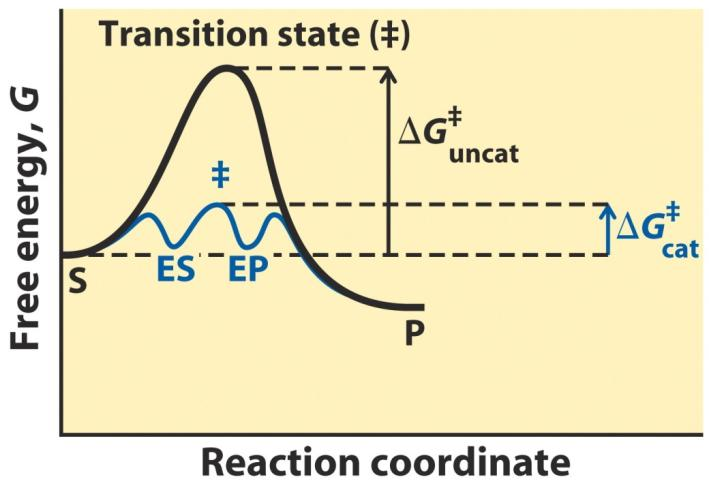 Transition state (‡)
Free energy, G
ΔG‡uncat
‡
ΔG‡cat
S
ES
EP
P
Reaction coordinate